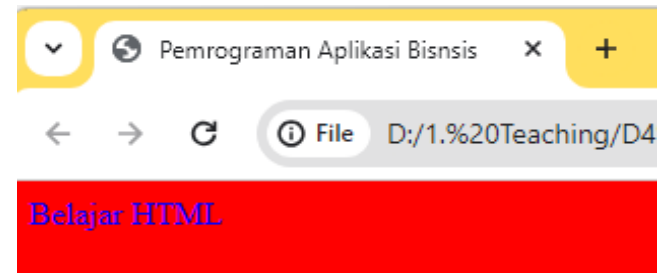 Pemrograman Aplikasi Bisnsis
File D:/1.%20Teaching/D4
Belajar HTML